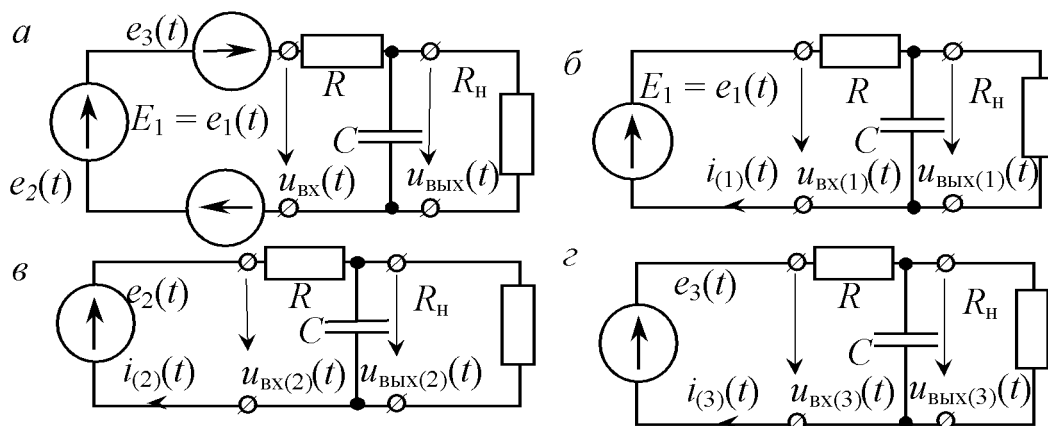 а
e₃(t)
R
Rн
E₁ = e₁(t)
C
e₂(t)
uвх(t)
uвых(t)
б
E₁ = e₁(t)
R
Rн
C
i₍₁₎(t)
uвх(1)(t)
uвых(1)(t)
в
e₂(t)
R
Rн
C
i₍₂₎(t)
uвх(2)(t)
uвых(2)(t)
г
e₃(t)
R
Rн
C
i₍₃₎(t)
uвх(3)(t)
uвых(3)(t)